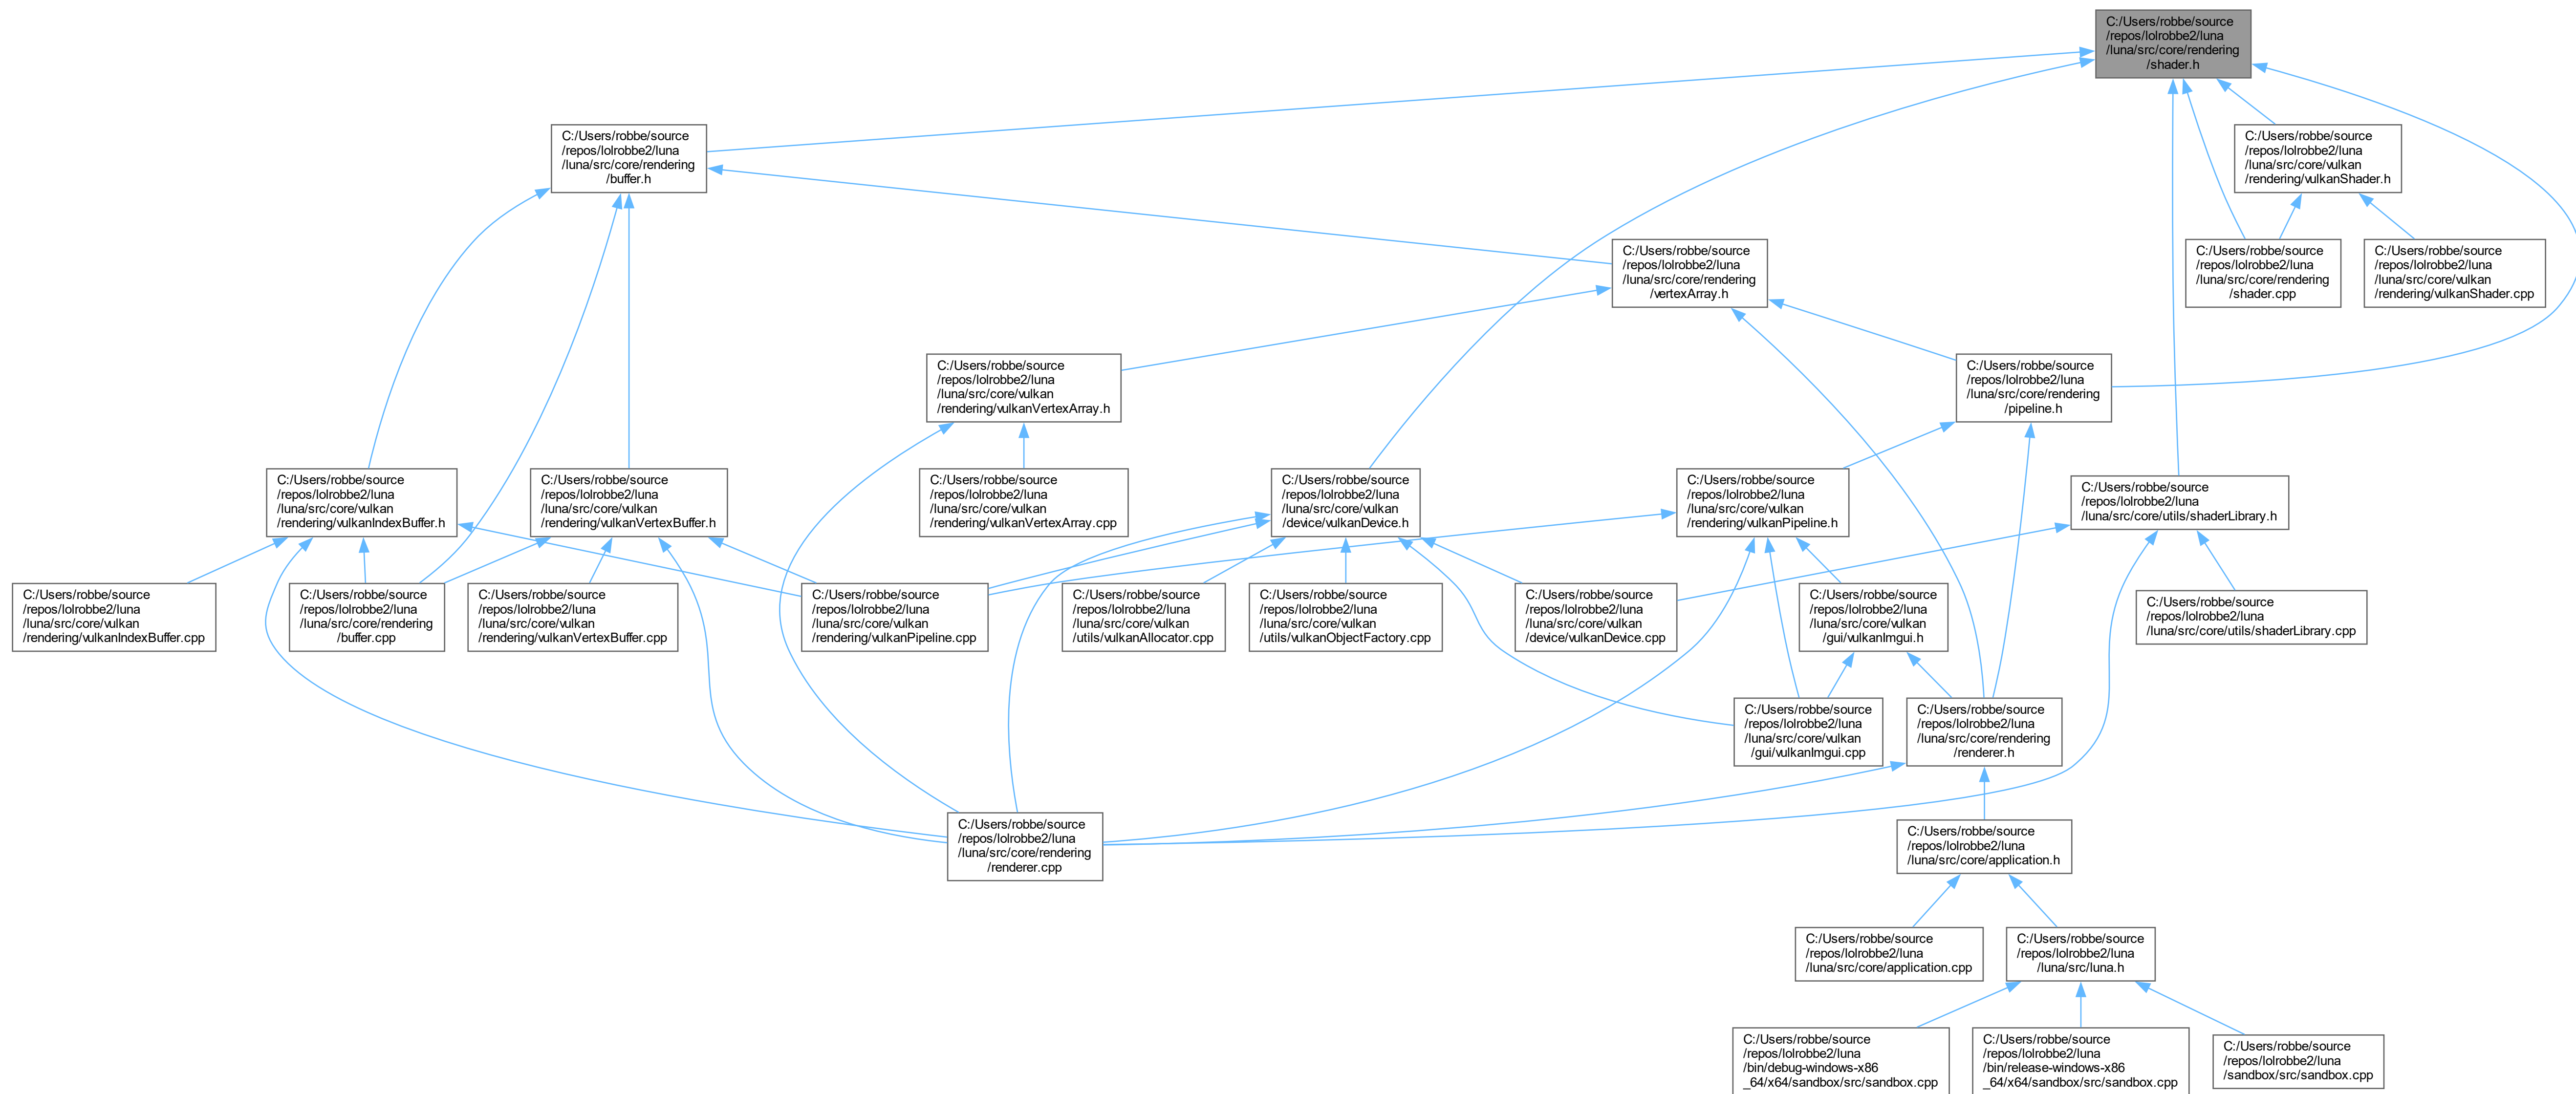 C:/Users/robbe/source
/repos/lolrobbe2/luna
/luna/src/core/rendering
/shader.h
C:/Users/robbe/source
/repos/lolrobbe2/luna
/luna/src/core/rendering
/buffer.h
C:/Users/robbe/source
/repos/lolrobbe2/luna
/luna/src/core/vulkan
/rendering/vulkanShader.h
C:/Users/robbe/source
/repos/lolrobbe2/luna
/luna/src/core/rendering
/vertexArray.h
C:/Users/robbe/source
/repos/lolrobbe2/luna
/luna/src/core/rendering
/shader.cpp
C:/Users/robbe/source
/repos/lolrobbe2/luna
/luna/src/core/vulkan
/rendering/vulkanShader.cpp
C:/Users/robbe/source
/repos/lolrobbe2/luna
/luna/src/core/vulkan
/rendering/vulkanVertexArray.h
C:/Users/robbe/source
/repos/lolrobbe2/luna
/luna/src/core/rendering
/pipeline.h
C:/Users/robbe/source
/repos/lolrobbe2/luna
/luna/src/core/vulkan
/rendering/vulkanIndexBuffer.h
C:/Users/robbe/source
/repos/lolrobbe2/luna
/luna/src/core/vulkan
/rendering/vulkanVertexBuffer.h
C:/Users/robbe/source
/repos/lolrobbe2/luna
/luna/src/core/vulkan
/rendering/vulkanVertexArray.cpp
C:/Users/robbe/source
/repos/lolrobbe2/luna
/luna/src/core/vulkan
/device/vulkanDevice.h
C:/Users/robbe/source
/repos/lolrobbe2/luna
/luna/src/core/vulkan
/rendering/vulkanPipeline.h
C:/Users/robbe/source
/repos/lolrobbe2/luna
/luna/src/core/utils/shaderLibrary.h
C:/Users/robbe/source
/repos/lolrobbe2/luna
/luna/src/core/vulkan
/rendering/vulkanIndexBuffer.cpp
C:/Users/robbe/source
/repos/lolrobbe2/luna
/luna/src/core/rendering
/buffer.cpp
C:/Users/robbe/source
/repos/lolrobbe2/luna
/luna/src/core/vulkan
/rendering/vulkanVertexBuffer.cpp
C:/Users/robbe/source
/repos/lolrobbe2/luna
/luna/src/core/vulkan
/rendering/vulkanPipeline.cpp
C:/Users/robbe/source
/repos/lolrobbe2/luna
/luna/src/core/vulkan
/utils/vulkanAllocator.cpp
C:/Users/robbe/source
/repos/lolrobbe2/luna
/luna/src/core/vulkan
/utils/vulkanObjectFactory.cpp
C:/Users/robbe/source
/repos/lolrobbe2/luna
/luna/src/core/vulkan
/device/vulkanDevice.cpp
C:/Users/robbe/source
/repos/lolrobbe2/luna
/luna/src/core/vulkan
/gui/vulkanImgui.h
C:/Users/robbe/source
/repos/lolrobbe2/luna
/luna/src/core/utils/shaderLibrary.cpp
C:/Users/robbe/source
/repos/lolrobbe2/luna
/luna/src/core/vulkan
/gui/vulkanImgui.cpp
C:/Users/robbe/source
/repos/lolrobbe2/luna
/luna/src/core/rendering
/renderer.h
C:/Users/robbe/source
/repos/lolrobbe2/luna
/luna/src/core/rendering
/renderer.cpp
C:/Users/robbe/source
/repos/lolrobbe2/luna
/luna/src/core/application.h
C:/Users/robbe/source
/repos/lolrobbe2/luna
/luna/src/core/application.cpp
C:/Users/robbe/source
/repos/lolrobbe2/luna
/luna/src/luna.h
C:/Users/robbe/source
/repos/lolrobbe2/luna
/bin/debug-windows-x86
_64/x64/sandbox/src/sandbox.cpp
C:/Users/robbe/source
/repos/lolrobbe2/luna
/bin/release-windows-x86
_64/x64/sandbox/src/sandbox.cpp
C:/Users/robbe/source
/repos/lolrobbe2/luna
/sandbox/src/sandbox.cpp